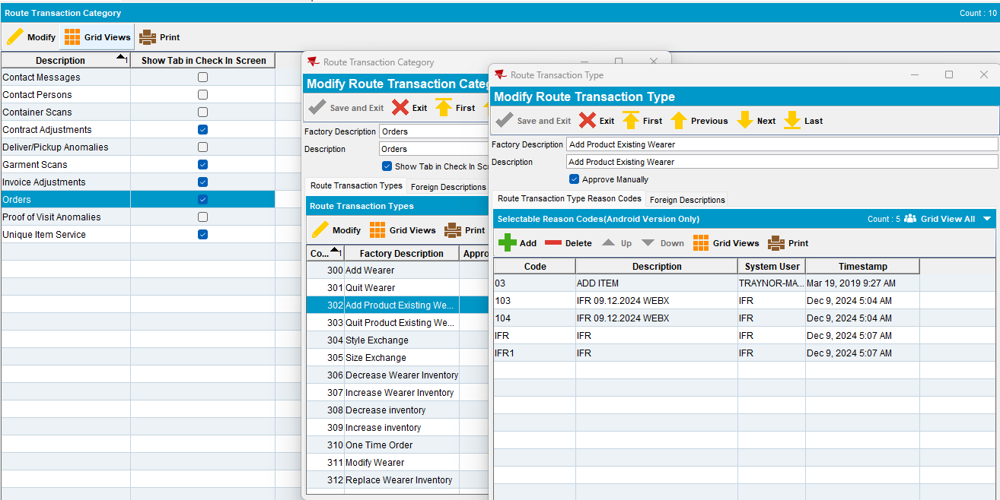 Route Transaction Category Count : 10
Modify Grid Views Print
Description 1 Show Tab in Check In Screen
Contact Messages
Contact Persons
Container Scans
Contract Adjustments
Deliver/Pickup Anomalies
Garment Scans
Invoice Adjustments
Orders
Proof of Visit Anomalies
Unique Item Service
Route Transaction Category
Modify Route Transaction Categ
Save and Exit Exit First
Factory Description Orders
Description Orders
Show Tab in Check In Scr
Route Transaction Types Foreign Descriptions
Route Transaction Types
Modify Grid Views Print
Co... 1 Factory Description Appro
300 Add Wearer
301 Quit Wearer
302 Add Product Existing We...
303 Quit Product Existing We...
304 Style Exchange
305 Size Exchange
306 Decrease Wearer Inventory
307 Increase Wearer Inventory
308 Decrease inventory
309 Increase inventory
310 One Time Order
311 Modify Wearer
312 Replace Wearer Inventory
Route Transaction Type
Modify Route Transaction Type
Save and Exit Exit First Previous Next Last
Factory Description Add Product Existing Wearer
Description Add Product Existing Wearer
Approve Manually
Route Transaction Type Reason Codes Foreign Descriptions
Selectable Reason Codes(Android Version Only) Count : 5 Grid View All
Add Delete Up Down Grid Views Print
Code Description System User Timestamp
03 ADD ITEM TRAYNOR-MA... Mar 19, 2019 9:27 AM
103 IFR 09.12.2024 WEBX IFR Dec 9, 2024 5:04 AM
104 IFR 09.12.2024 WEBX IFR Dec 9, 2024 5:04 AM
IFR IFR IFR Dec 9, 2024 5:07 AM
IFR1 IFR IFR Dec 9, 2024 5:07 AM